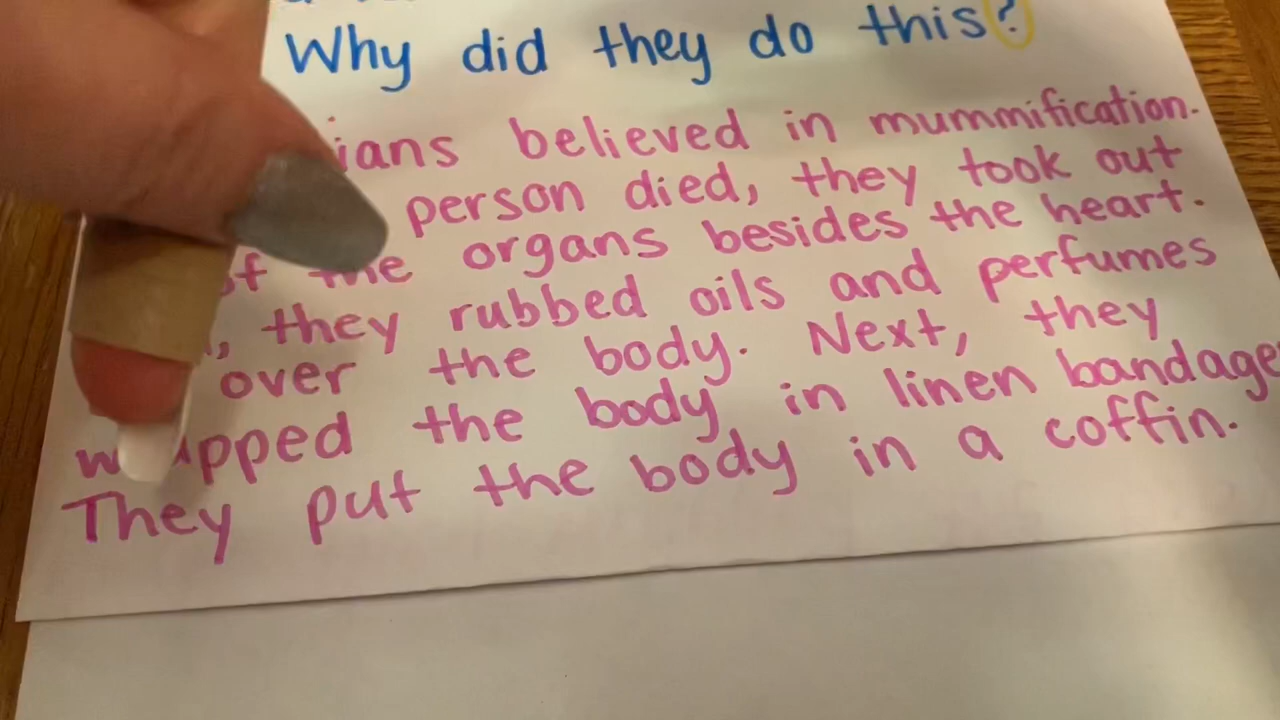 Why did they do this?
believed in mummification.
person died, they took out
the organs besides the heart.
they rubbed oils and perfumes
over the body. Next, they
the body in linen bandage
They put the body in a coffin.